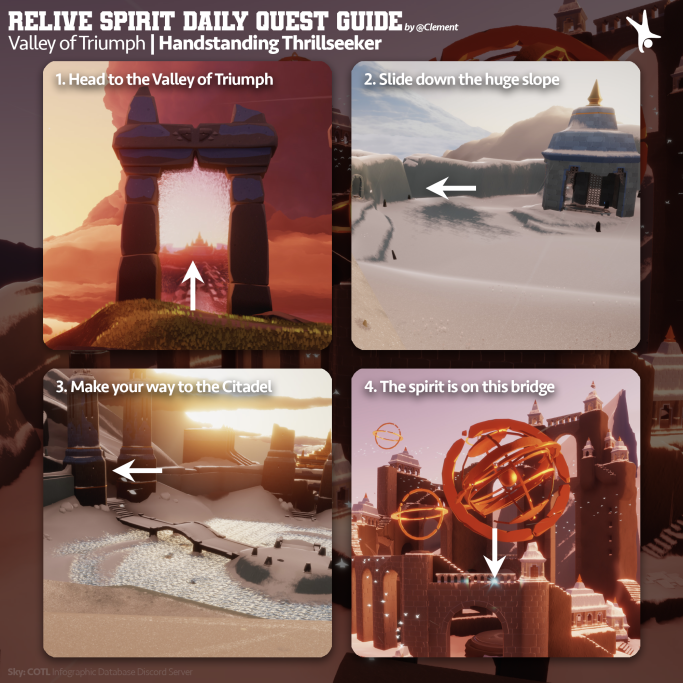 RELIVE SPIRIT DAILY QUEST GUIDE by @Clement
Valley of Triumph | Handstanding Thrillseeker
1. Head to the Valley of Triumph
2. Slide down the huge slope
3. Make your way to the Citadel
4. The spirit is on this bridge
Sky: COTL Infographic Database Discord Server